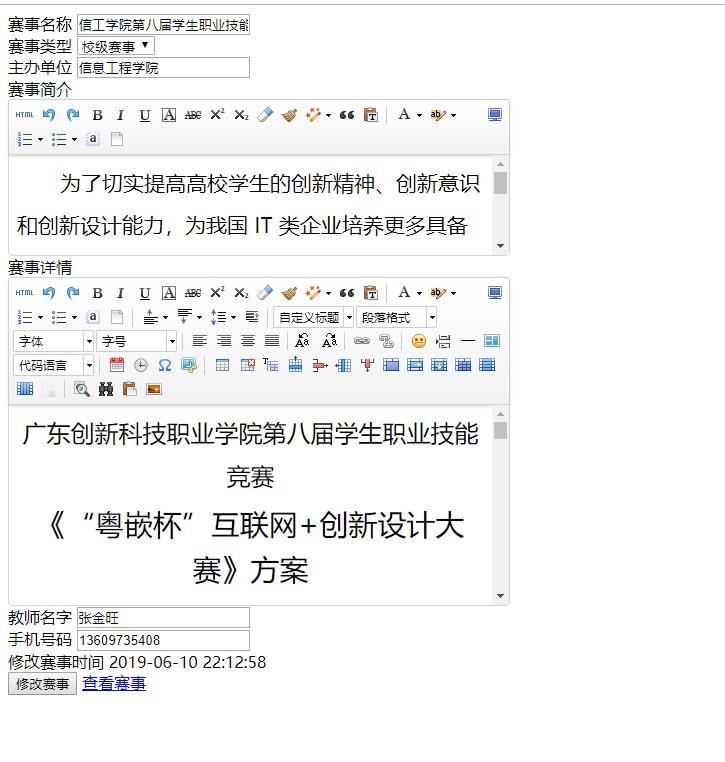 赛事名称 信工学院第八届学生职业技能
赛事类型 校级赛事
主办单位 信息工程学院
赛事简介
HTML B I U A ABC X² X₂ A ab
a
为了切实提高高校学生的创新精神、创新意识
和创新设计能力，为我国 IT 类企业培养更多具备
赛事详情
HTML B I U A ABC X² X₂ A ab
a 自定义标题 段落格式
字体 字号
代码语言
广东创新科技职业学院第八届学生职业技能
竞赛
《“粤嵌杯”互联网+创新设计大
赛》方案
教师名字 张金旺
手机号码 13609735408
修改赛事时间 2019-06-10 22:12:58
修改赛事 查看赛事